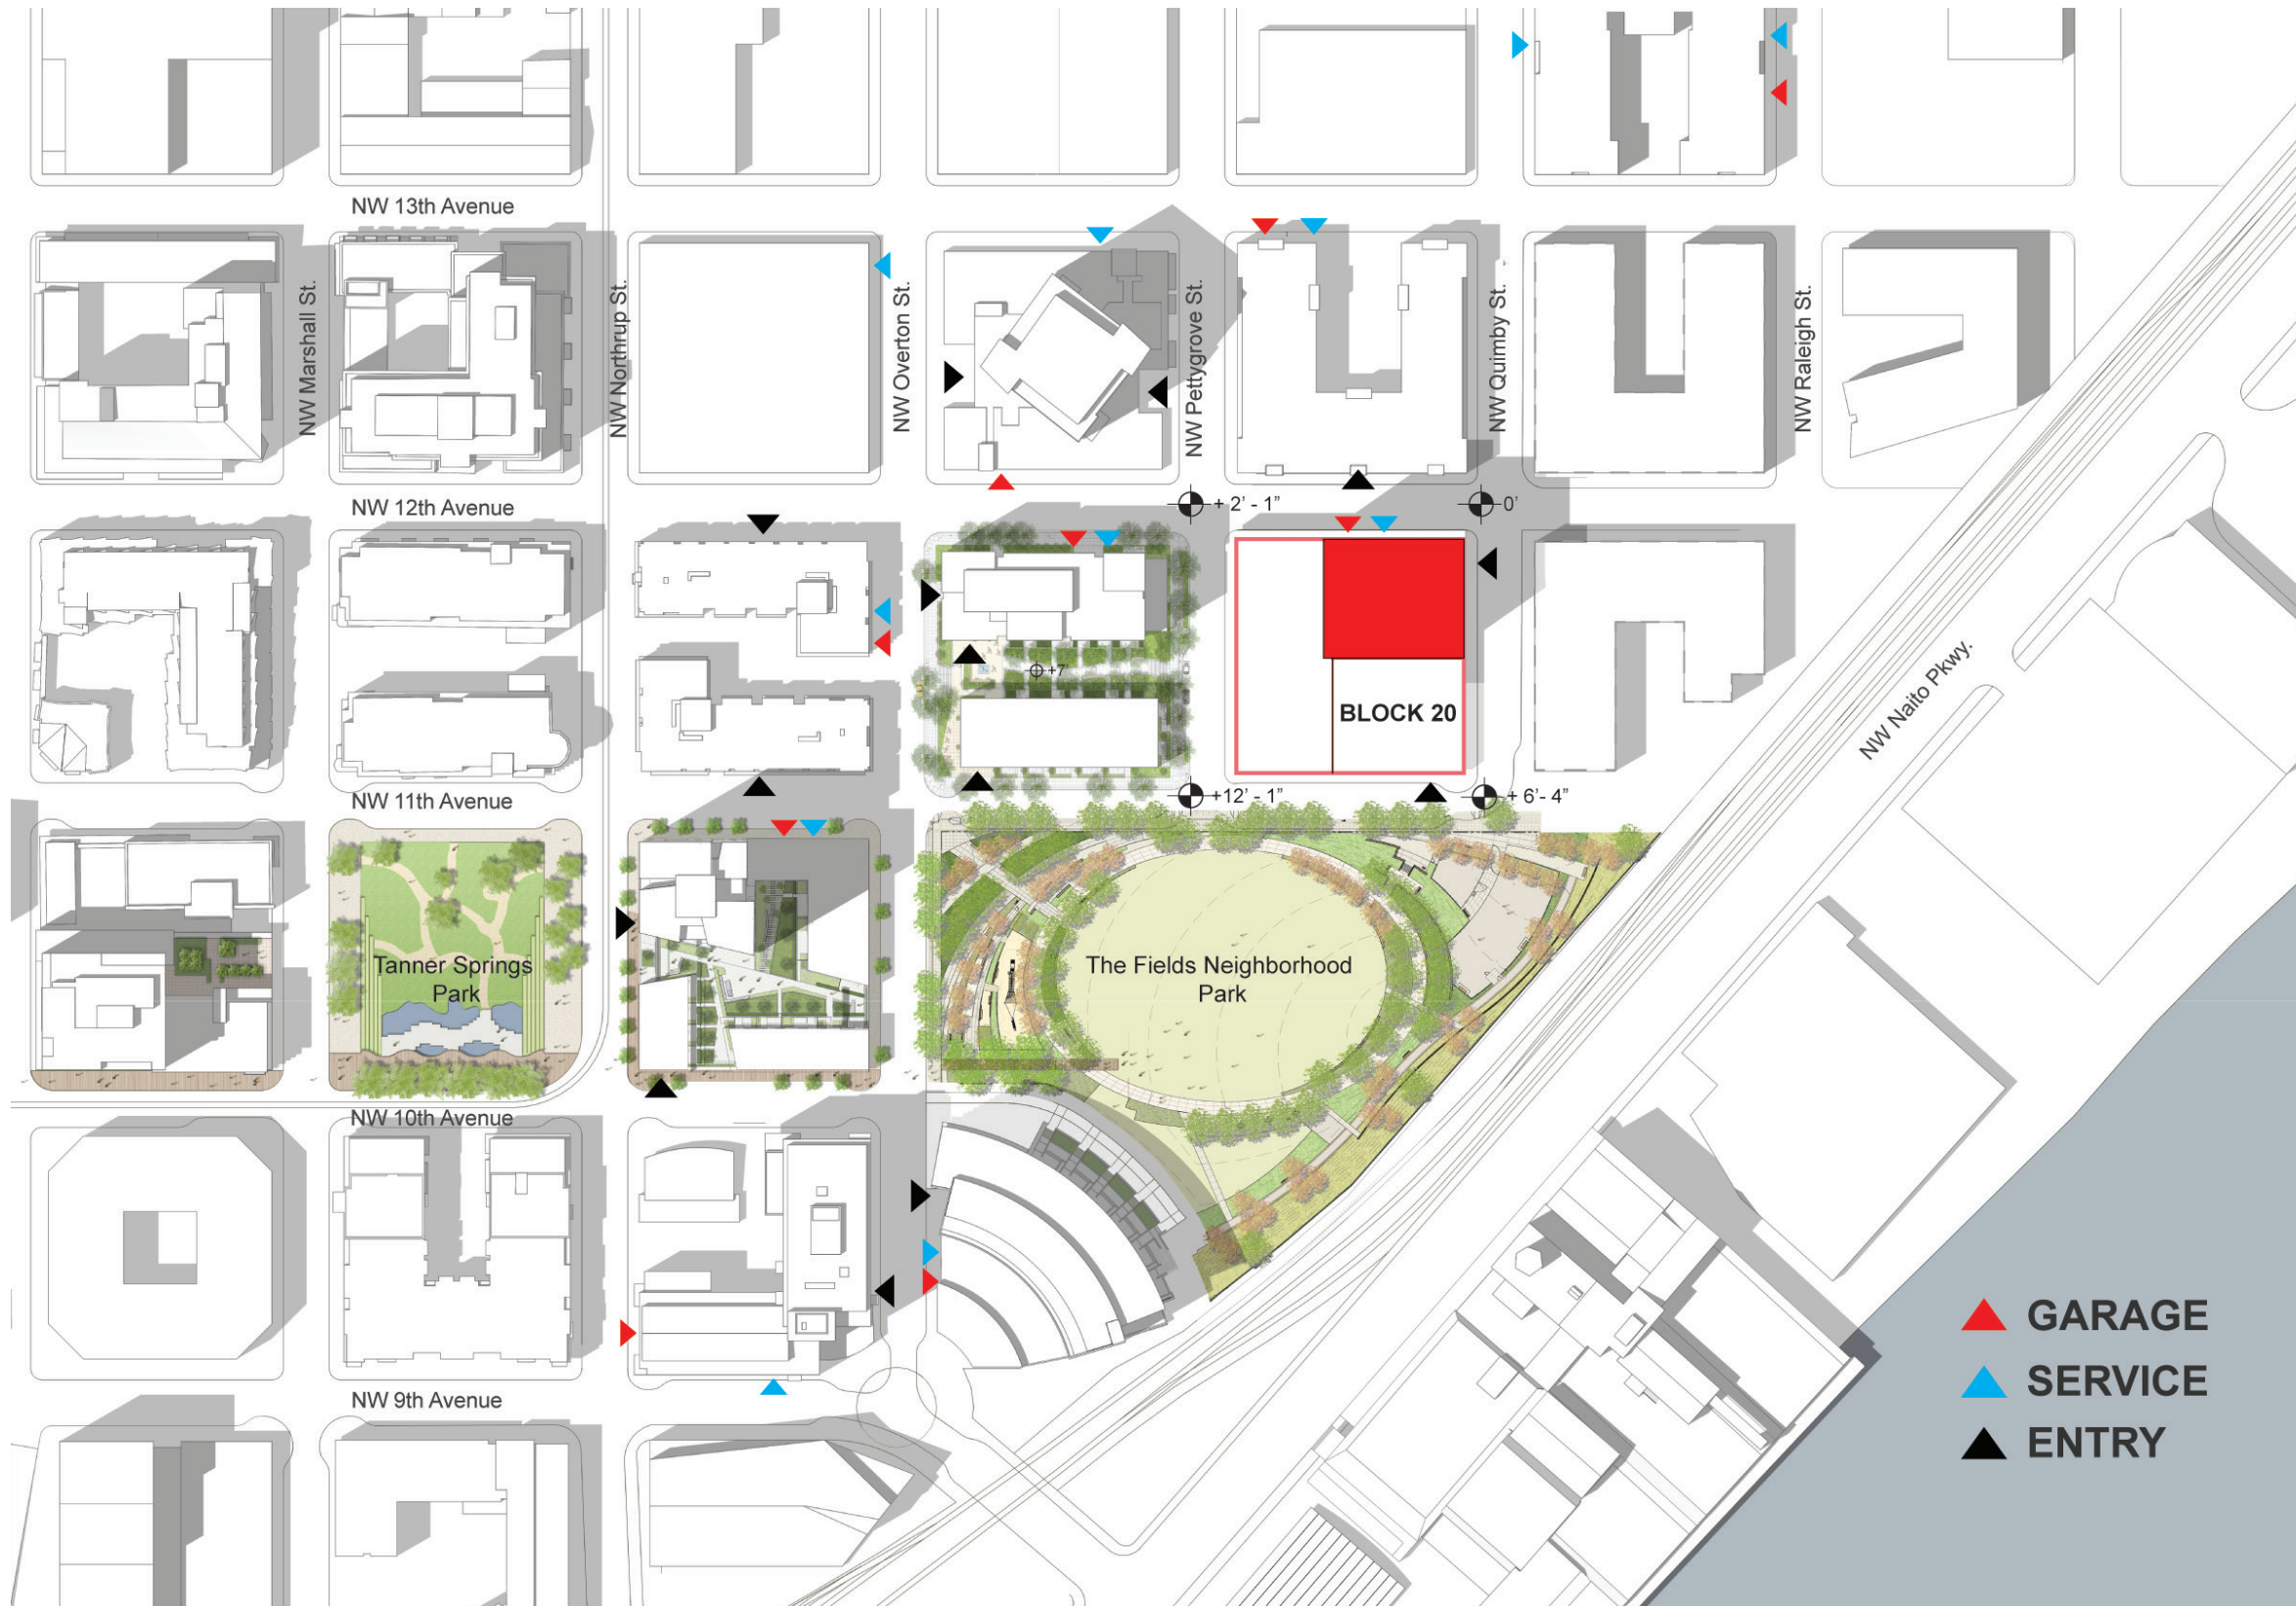 NW 13th Avenue
NW Marshall St.
NW Northrup St.
NW Overton St.
NW Pettygrove St.
NW Quimby St.
NW Raleigh St.
NW 12th Avenue
+ 2’ - 1”
0’
+7’
BLOCK 20
NW Naito Pkwy.
NW 11th Avenue
+12’ - 1”
+ 6’- 4”
Tanner Springs
Park
The Fields Neighborhood
Park
NW 10th Avenue
NW 9th Avenue
GARAGE
SERVICE
ENTRY